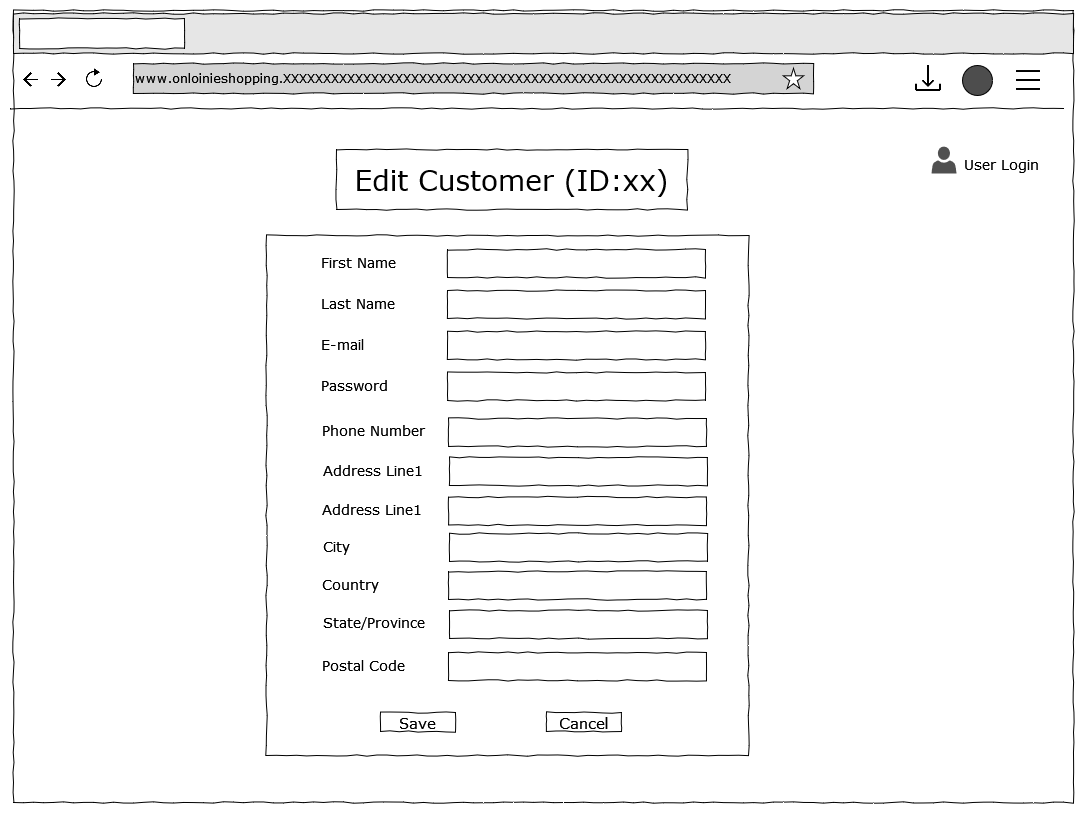 www.onloinieshopping.XXXXXXXXXXXXXXXXXXXXXXXXXXXXXXXXXXXXXXXXXXXXXXXXXXXXXXXX
User Login
Edit Customer (ID:xx)
First Name
Last Name
E-mail
Password
Phone Number
Address Line1
Address Line1
City
Country
State/Province
Postal Code
Save Cancel